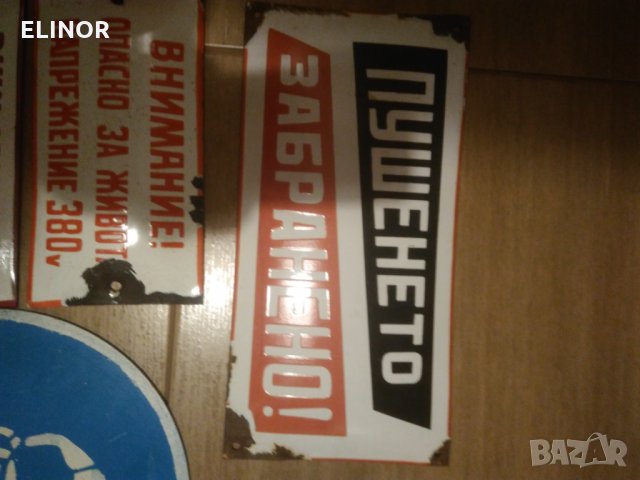 ELINOR
ВНИМАНИЕ!
ОПАСНО ЗА ЖИВОТ
НАПРЕЖЕНИЕ 380V
ПУШЕНЕТО
ЗАБРАНЕНО!
BAZAR